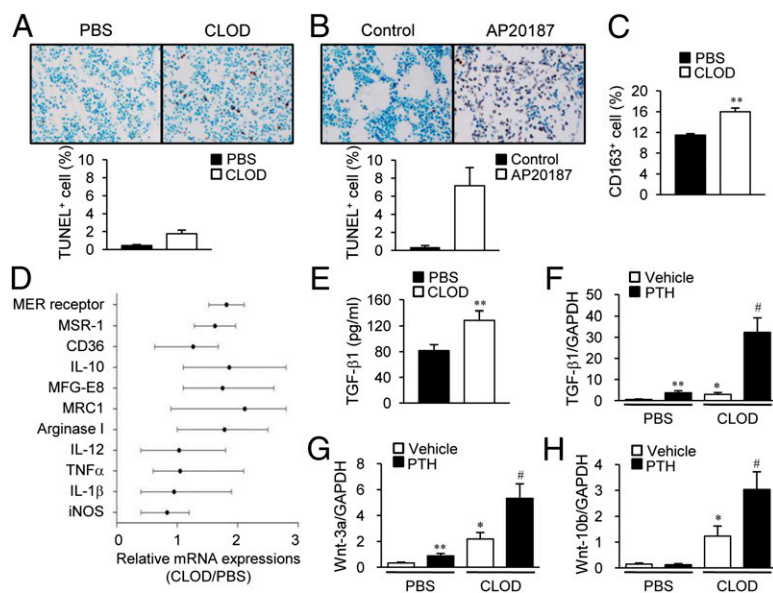 A
PBS
CLOD
TUNEL⁺ cell (%)
10
8
6
4
2
0
PBS
CLOD
B
Control
AP20187
TUNEL⁺ cell (%)
10
8
6
4
2
0
Control
AP20187
C
PBS
CLOD
CD163⁺ cell (%)
20
16
12
8
4
0
**
D
MER receptor
MSR-1
CD36
IL-10
MFG-E8
MRC1
Arginase I
IL-12
TNFα
IL-1β
iNOS
0 1 2 3
Relative mRNA expressions
(CLOD/PBS)
E
PBS
CLOD
TGF-β1 (pg/ml)
160
120
80
40
0
**
F
Vehicle
PTH
TGF-β1/GAPDH
50
40
30
20
10
0
** * #
PBS CLOD
G
Vehicle
PTH
Wnt-3a/GAPDH
8
6
4
2
0
** * #
PBS CLOD
H
Vehicle
PTH
Wnt-10b/GAPDH
4
3
2
1
0
* #
PBS CLOD